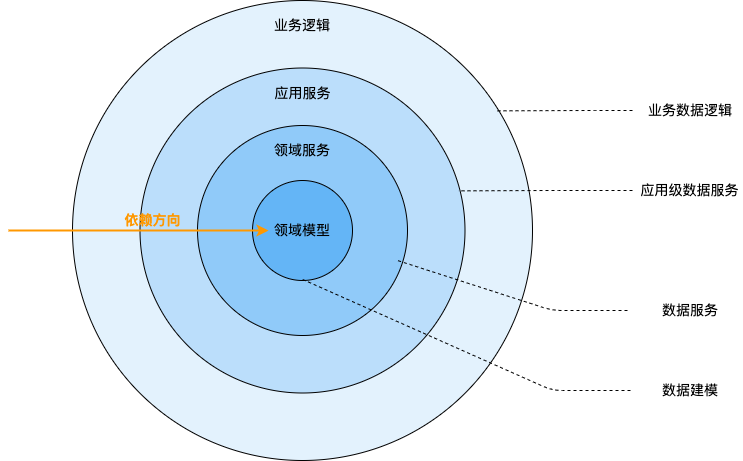 业务逻辑
应用服务
领域服务
依赖方向
领域模型
业务数据逻辑
应用级数据服务
数据服务
数据建模